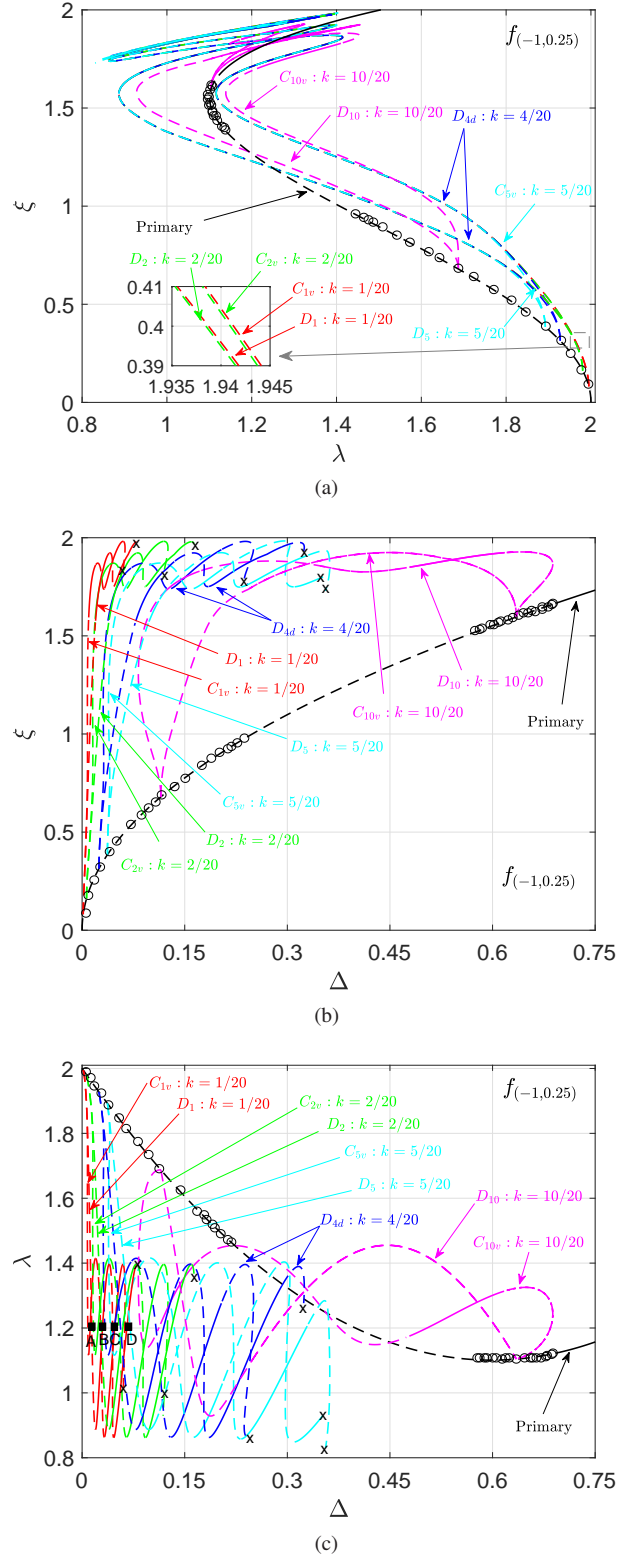 2
1.5
1
0.5
0
ξ
0.8
1
1.2
1.4
1.6
1.8
2
λ
f(−1,0.25)
C10v : k = 10/20
D10 : k = 10/20
D4d : k = 4/20
C5v : k = 5/20
Primary
D2 : k = 2/20
C2v : k = 2/20
C1v : k = 1/20
D1 : k = 1/20
D5 : k = 5/20
0.41
0.4
0.39
1.935
1.94
1.945
(a)
2
1.5
1
0.5
0
ξ
0
0.15
0.3
0.45
0.6
0.75
Δ
x
x
x
x
x
x
x
x
D4d : k = 4/20
D1 : k = 1/20
C1v : k = 1/20
D10 : k = 10/20
C10v : k = 10/20
Primary
D5 : k = 5/20
C5v : k = 5/20
D2 : k = 2/20
C2v : k = 2/20
f(−1,0.25)
(b)
2
1.8
1.6
1.4
1.2
1
0.8
λ
0
0.15
0.3
0.45
0.6
0.75
Δ
C1v : k = 1/20
D1 : k = 1/20
C2v : k = 2/20
D2 : k = 2/20
C5v : k = 5/20
D5 : k = 5/20
D4d : k = 4/20
f(−1,0.25)
D10 : k = 10/20
C10v : k = 10/20
Primary
A
B
C
D
x
x
x
x
x
x
x
x
(c)